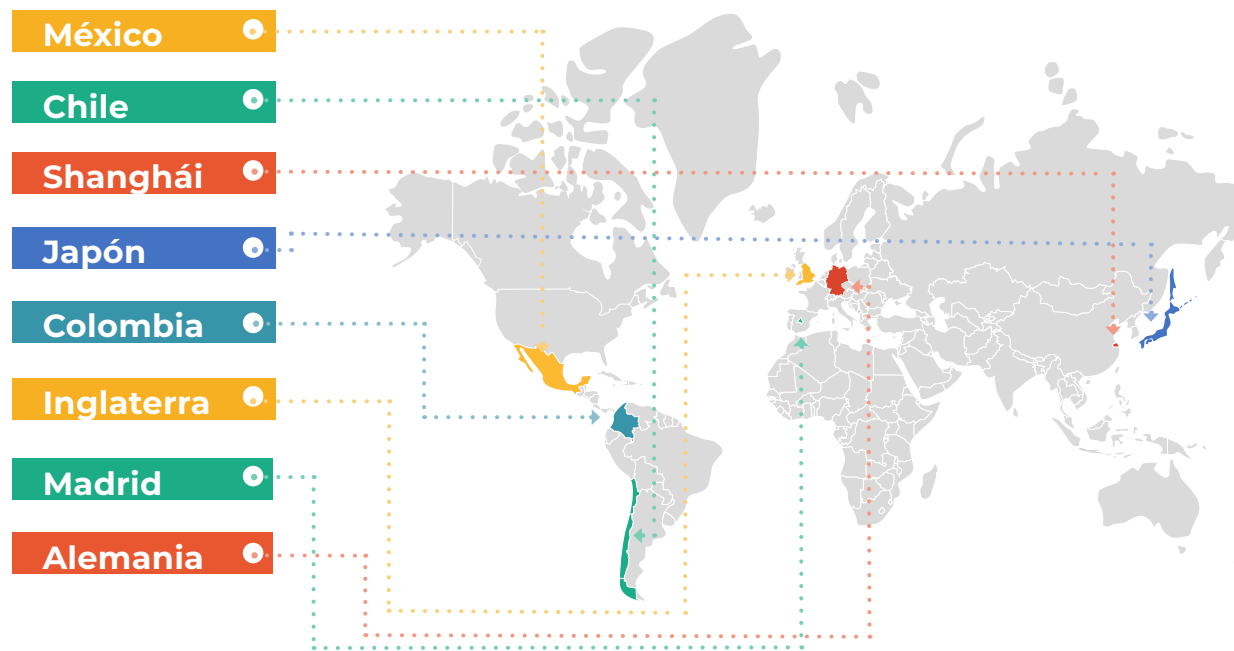 México
Chile
Shanghái
Japón
Colombia
Inglaterra
Madrid
Alemania